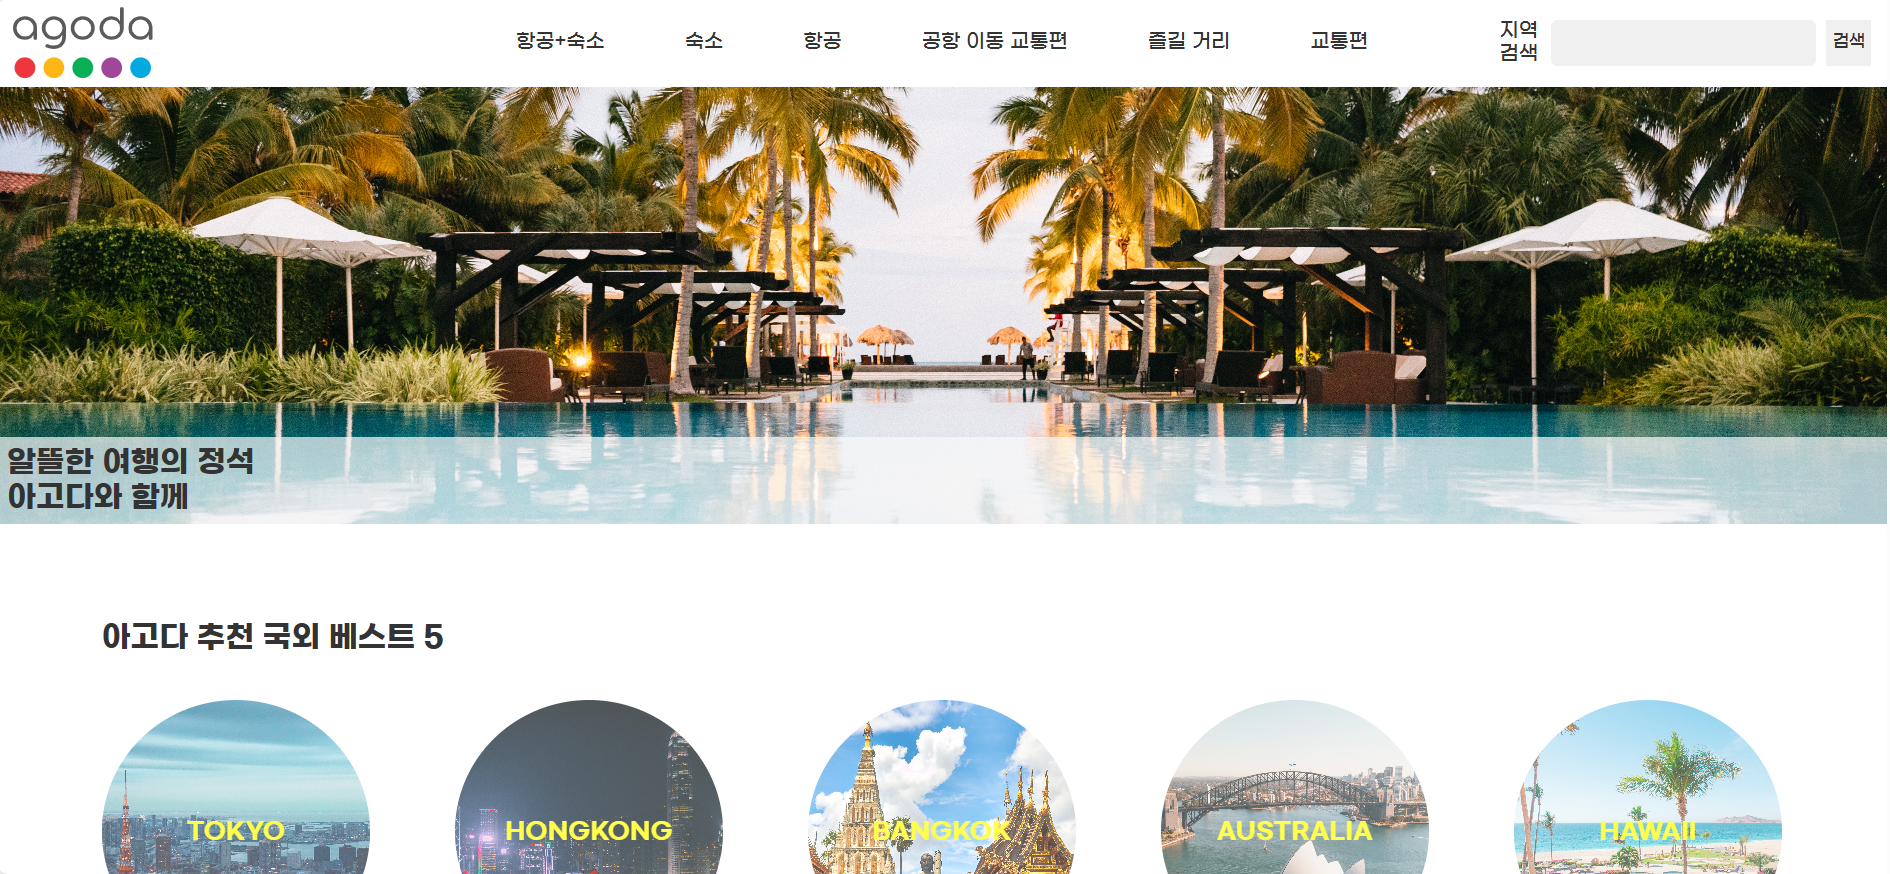 agoda
항공+숙소
숙소
항공
공항 이동 교통편
즐길 거리
교통편
지역
검색
검색
알뜰한 여행의 정석
아고다와 함께
아고다 추천 국외 베스트 5
TOKYO
HONGKONG
BANGKOK
AUSTRALIA
HAWAII